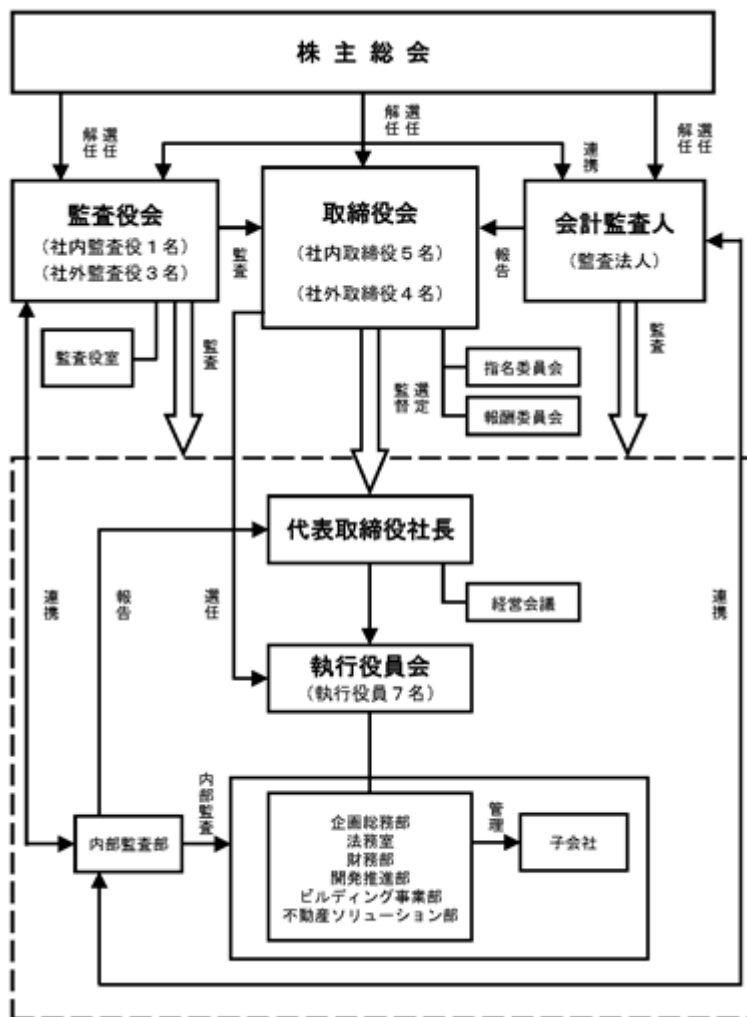 株主総会
選任
解任
選任
解任
選任
解任
連携
監査役会
(社内監査役1名)
(社外監査役3名)
監査
取締役会
(社内取締役5名)
(社外取締役4名)
報告
会計監査人
(監査法人)
監査役室
監査
選定
監督
指名委員会
報酬委員会
監査
代表取締役社長
経営会議
連携
報告
選任
連携
執行役員会
(執行役員7名)
内部監査部
内部監査
企画総務部
法務室
財務部
開発推進部
ビルディング事業部
不動産ソリューション部
管理
子会社